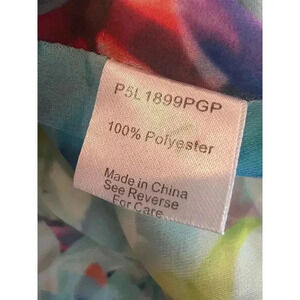 P5L1899PGP
100% Polyester
Made in China
See Reverse
For Care